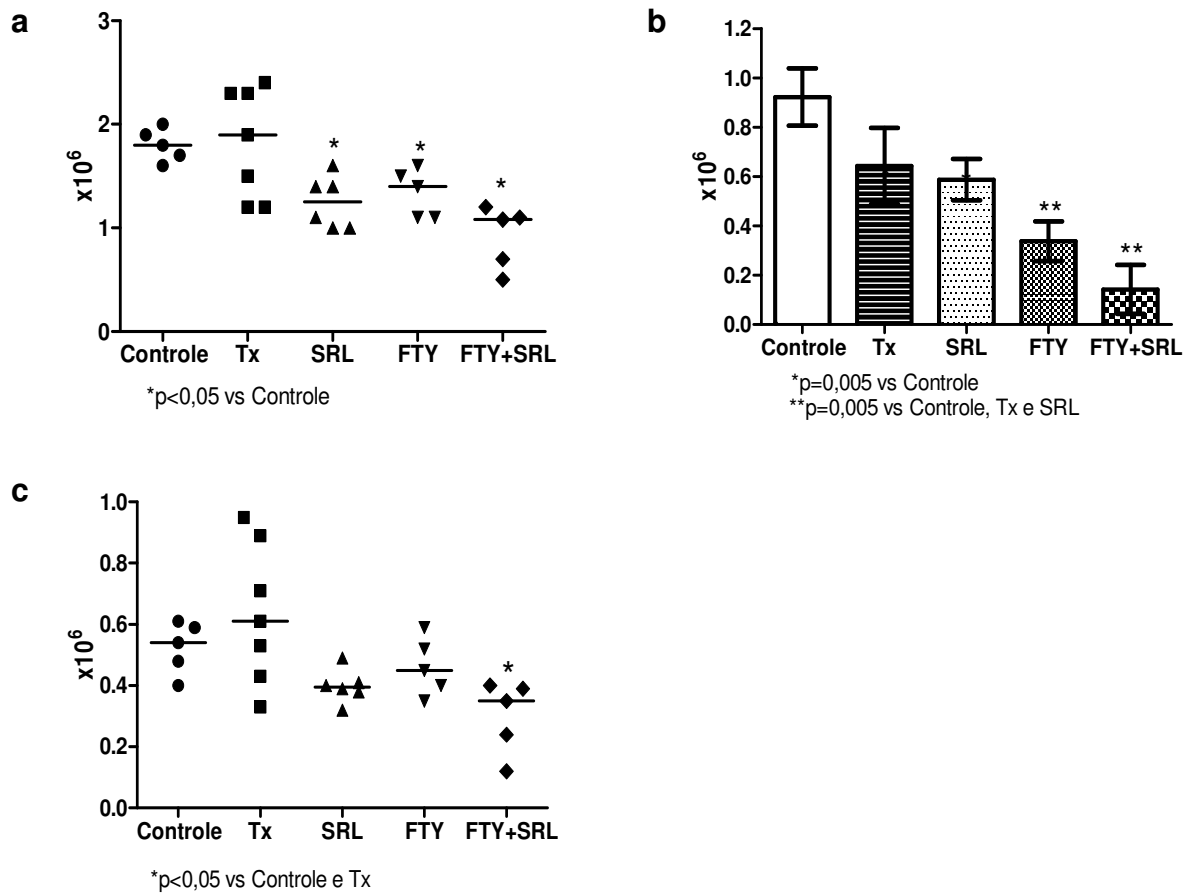 a
3
2
1
0
x10⁶
*
*
*
Controle Tx SRL FTY FTY+SRL
*p<0,05 vs Controle
b
1.2
1.0
0.8
0.6
0.4
0.2
0.0
x10⁶
**
**
Controle Tx SRL FTY FTY+SRL
*p=0,005 vs Controle
**p=0,005 vs Controle, Tx e SRL
c
1.0
0.8
0.6
0.4
0.2
0.0
x10⁶
*
Controle Tx SRL FTY FTY+SRL
*p<0,05 vs Controle e Tx